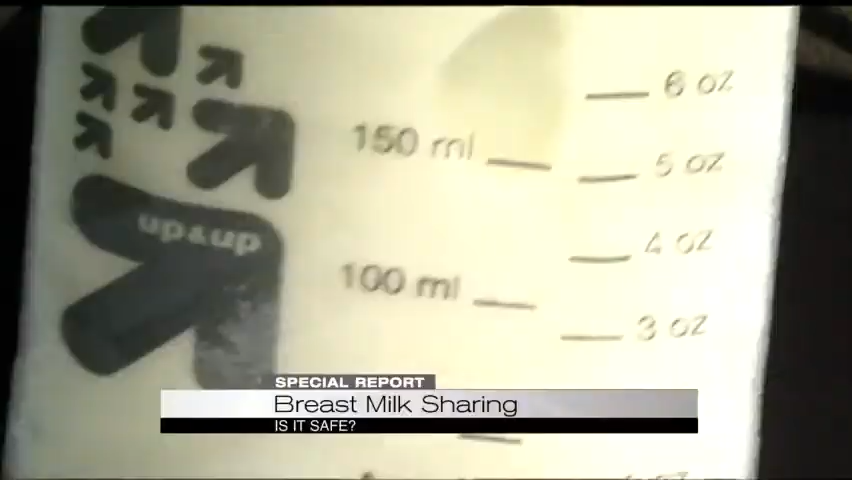 6 oz
150 ml
5 oz
up&up
4 oz
100 ml
3 oz
SPECIAL REPORT
Breast Milk Sharing
IS IT SAFE?